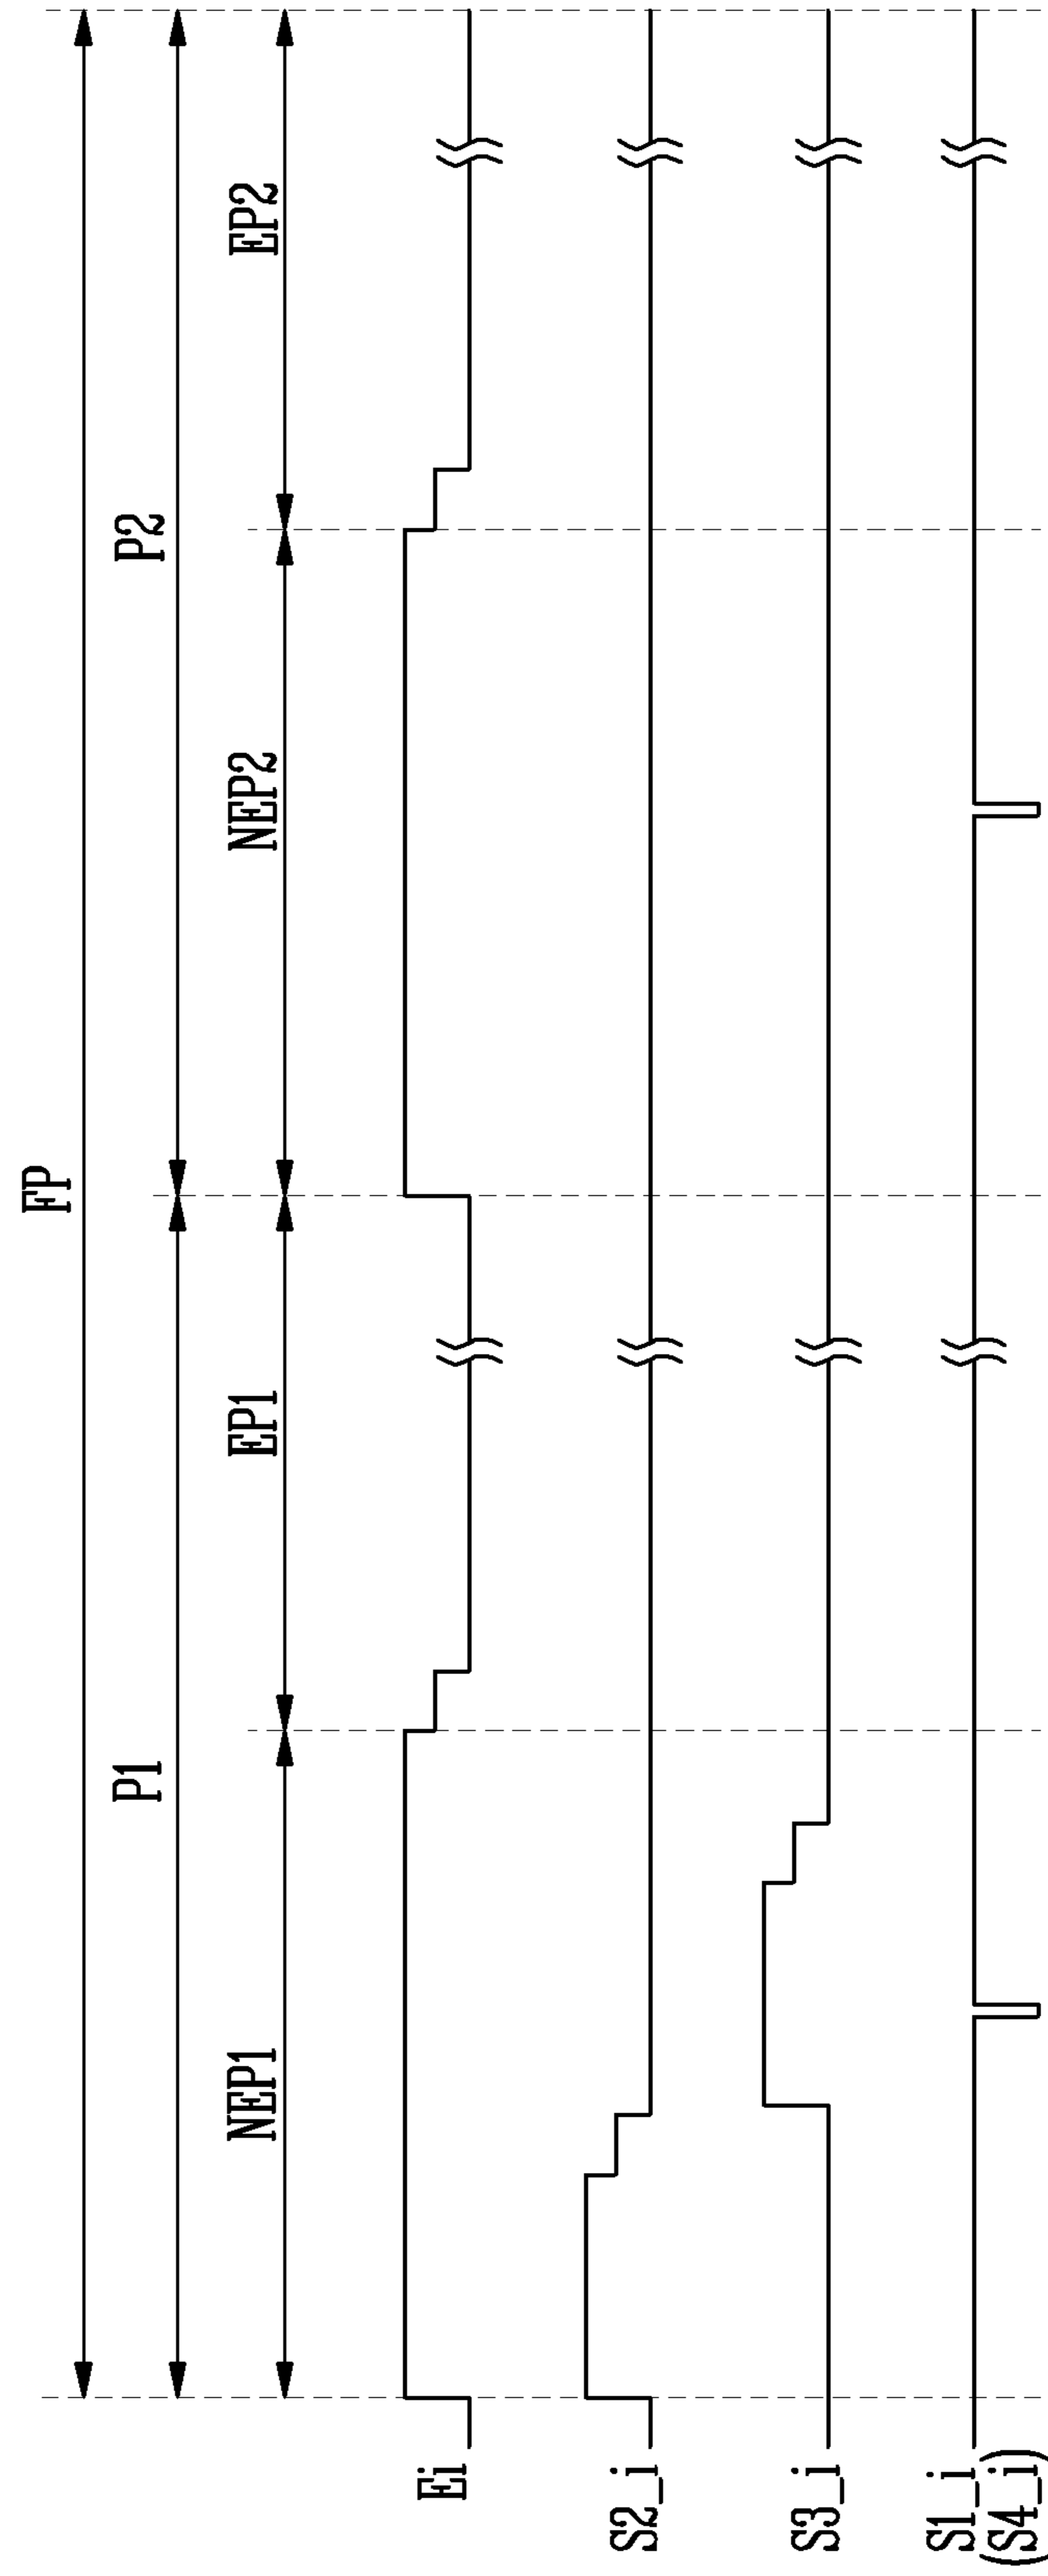 FP
P1
P2
NEP1
EP1
NEP2
EP2
Ei
S2_i
S3_i
S1_i
(S4_i)